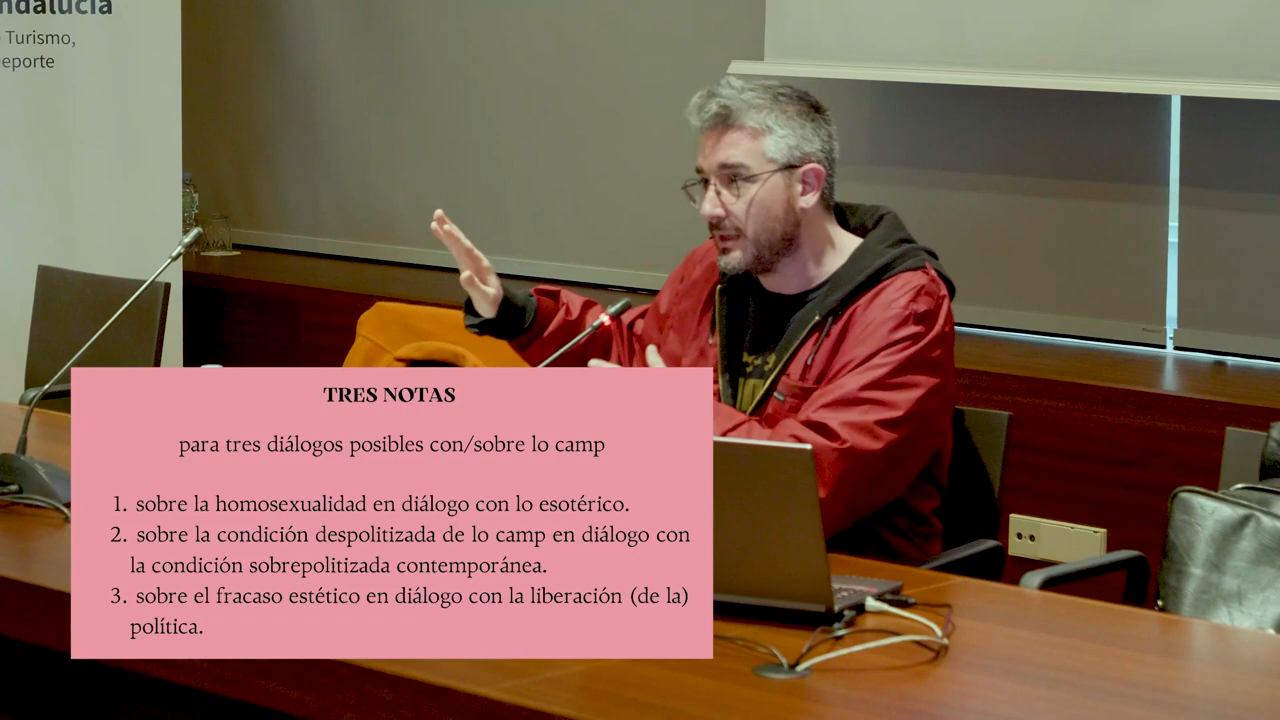 ndalucía
Turismo,
eporte
TRES NOTAS
para tres diálogos posibles con/sobre lo camp
1. sobre la homosexualidad en diálogo con lo esotérico.
2. sobre la condición despolitizada de lo camp en diálogo con
la condición sobrepolitizada contemporánea.
3. sobre el fracaso estético en diálogo con la liberación (de la)
política.